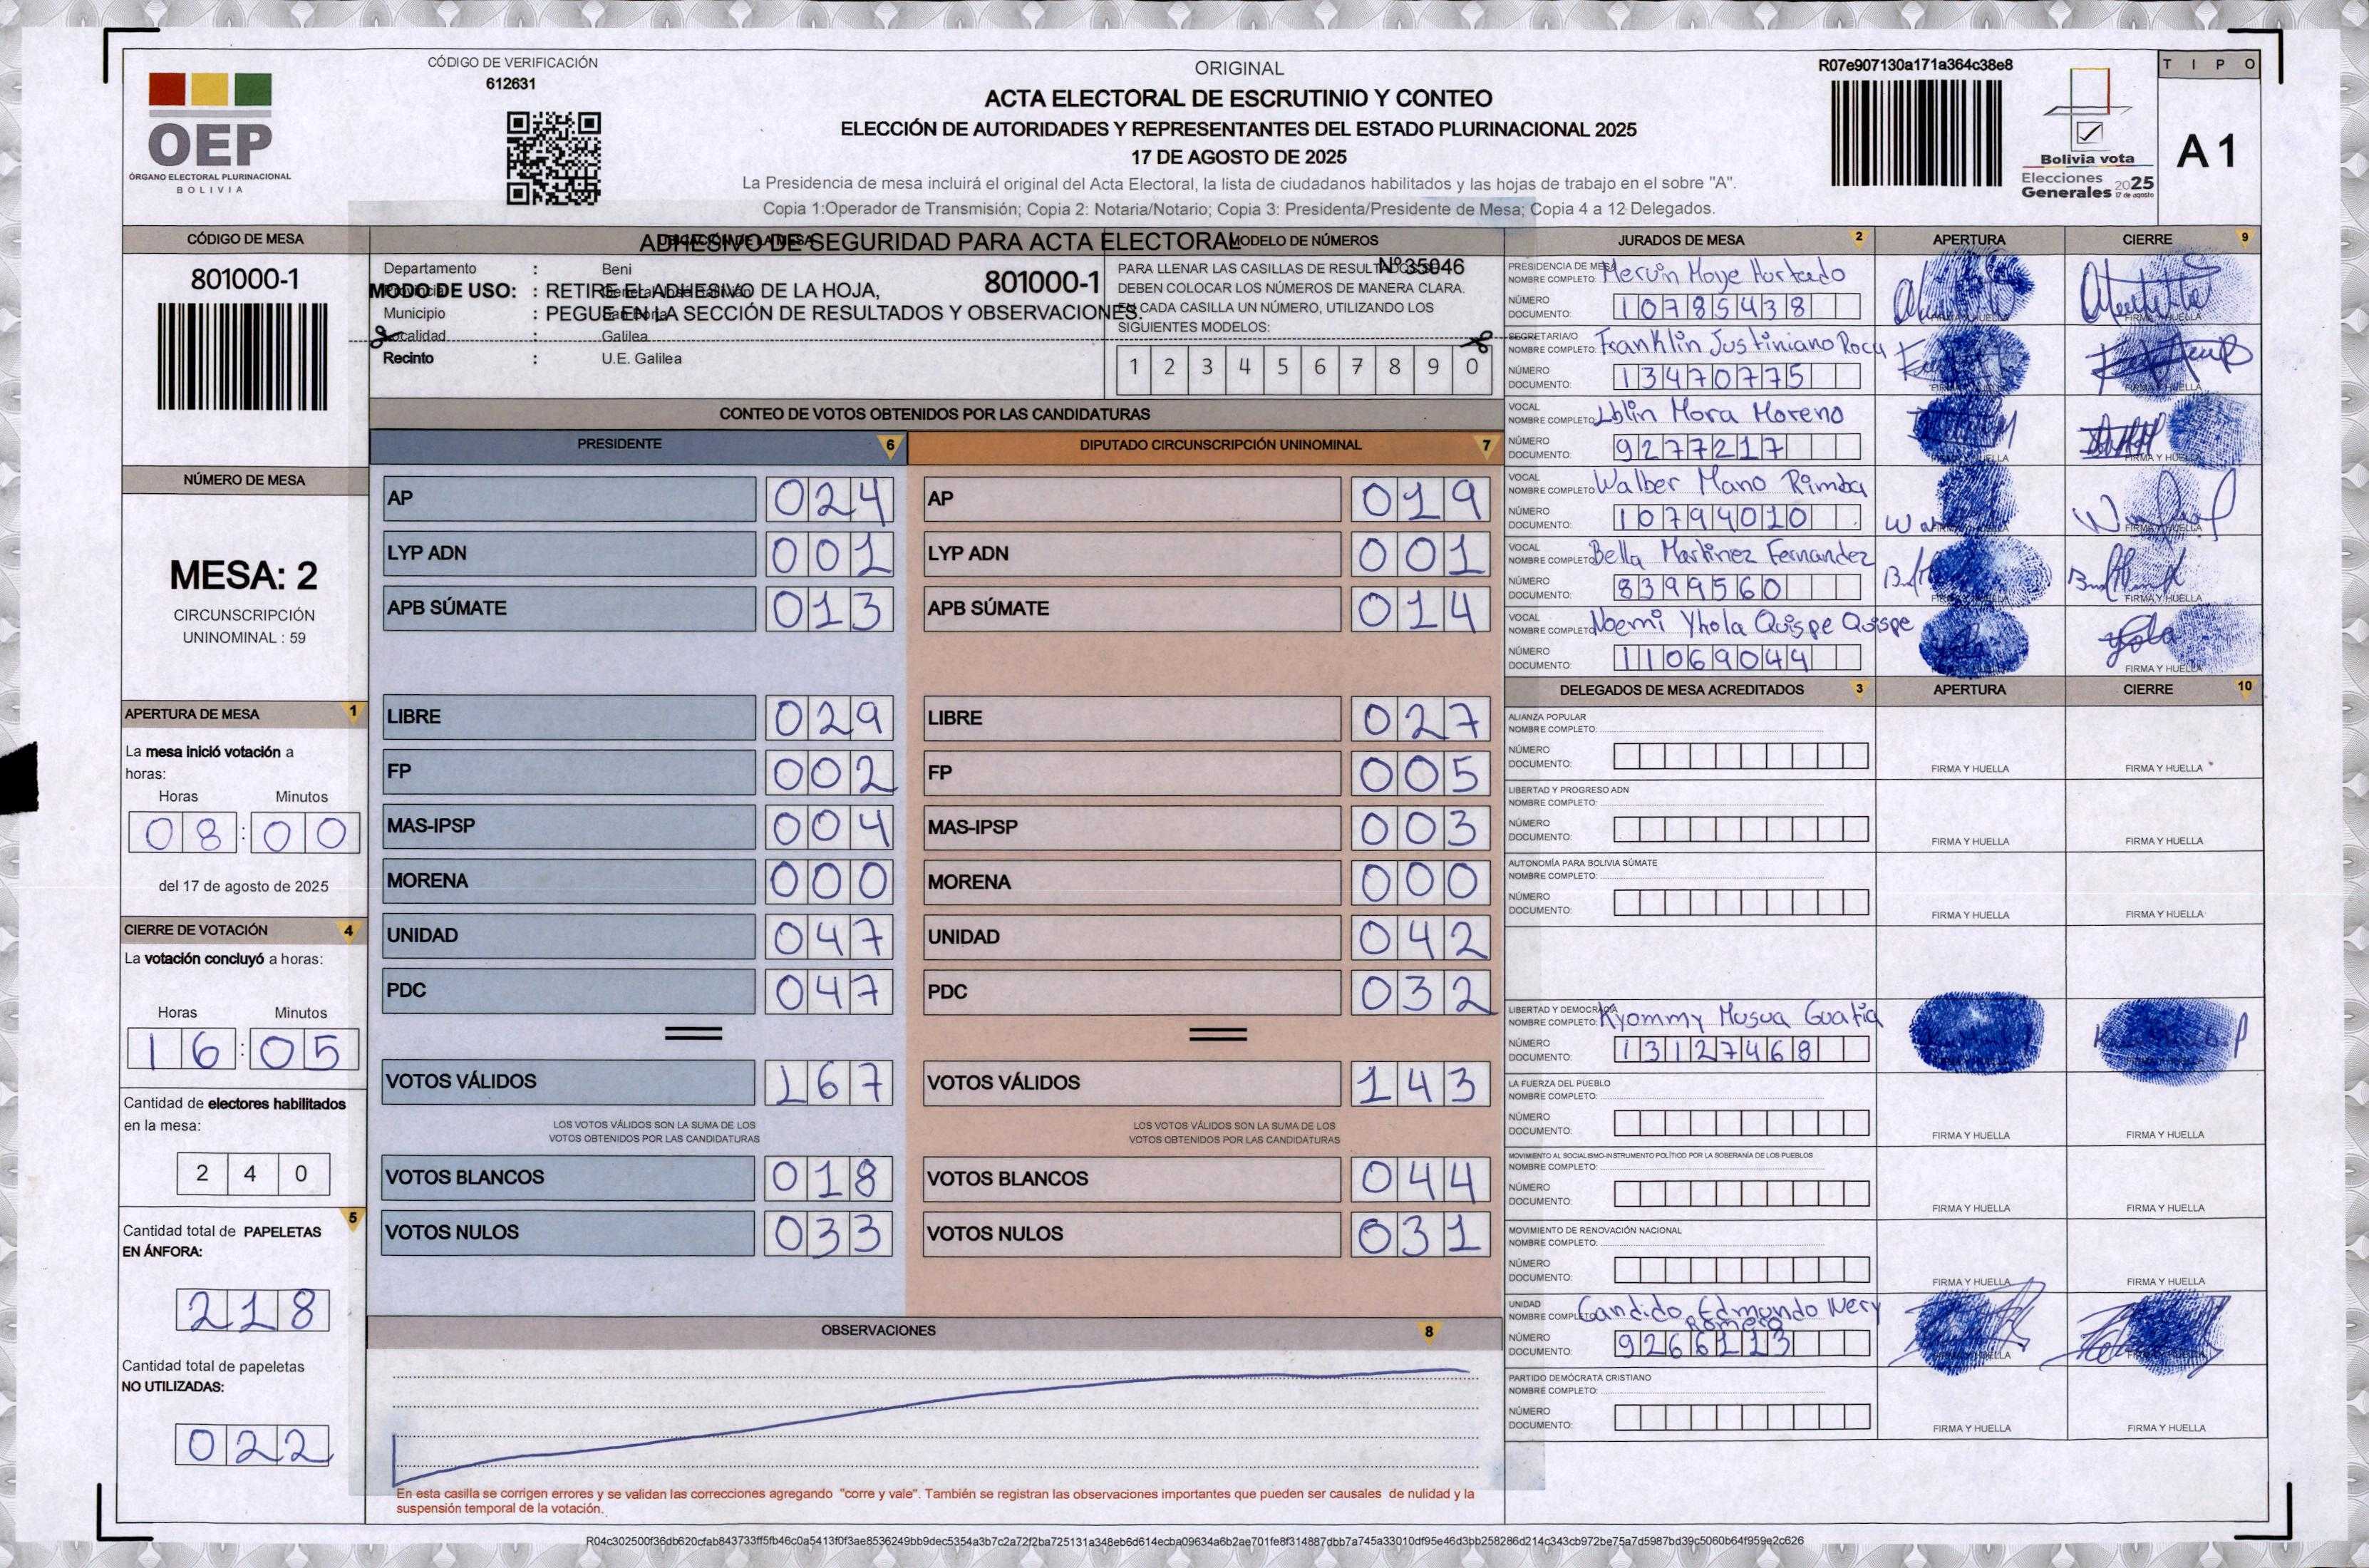 CÓDIGO DE VERIFICACIÓN
612631
OEP
ÓRGANO ELECTORAL PLURINACIONAL
BOLIVIA
ORIGINAL
ACTA ELECTORAL DE ESCRUTINIO Y CONTEO
ELECCIÓN DE AUTORIDADES Y REPRESENTANTES DEL ESTADO PLURINACIONAL 2025
17 DE AGOSTO DE 2025
La Presidencia de mesa incluirá el original del Acta Electoral, la lista de ciudadanos habilitados y las hojas de trabajo en el sobre "A".
Copia 1:Operador de Transmisión; Copia 2: Notaria/Notario; Copia 3: Presidenta/Presidente de Mesa; Copia 4 a 12 Delegados.
R07e907130a171a364c38e8
Bolivia vota
Elecciones
Generales 2025
17 de agosto
TIPO
A 1
CÓDIGO DE MESA
801000-1
NÚMERO DE MESA
MESA: 2
CIRCUNSCRIPCIÓN
UNINOMINAL : 59
APERTURA DE MESA 1
La mesa inició votación a
horas:
Horas Minutos
08:00
del 17 de agosto de 2025
CIERRE DE VOTACIÓN 4
La votación concluyó a horas:
Horas Minutos
16:05
Cantidad de electores habilitados
en la mesa:
240
5
Cantidad total de PAPELETAS
EN ÁNFORA:
218
Cantidad total de papeletas
NO UTILIZADAS:
022
ADHESIVO DE SEGURIDAD PARA ACTA ELECTORAL
Nº 35046
801000-1
MODO DE USO: RETIRE EL ADHESIVO DE LA HOJA,
PEGUE EN LA SECCIÓN DE RESULTADOS Y OBSERVACIONES.
UBICACIÓN DE LA MESA
Departamento : Beni
Provincia :
Municipio :
Localidad : Galilea
Recinto : U.E. Galilea
MODELO DE NÚMEROS
PARA LLENAR LAS CASILLAS DE RESULTADOS SE
DEBEN COLOCAR LOS NÚMEROS DE MANERA CLARA.
EN CADA CASILLA UN NÚMERO, UTILIZANDO LOS
SIGUIENTES MODELOS:
1 2 3 4 5 6 7 8 9 0
CONTEO DE VOTOS OBTENIDOS POR LAS CANDIDATURAS
PRESIDENTE 6
AP 024
LYP ADN 001
APB SÚMATE 013
LIBRE 029
FP 002
MAS-IPSP 004
MORENA 000
UNIDAD 047
PDC 047
VOTOS VÁLIDOS 167
LOS VOTOS VÁLIDOS SON LA SUMA DE LOS
VOTOS OBTENIDOS POR LAS CANDIDATURAS
VOTOS BLANCOS 018
VOTOS NULOS 033
DIPUTADO CIRCUNSCRIPCIÓN UNINOMINAL 7
AP 019
LYP ADN 001
APB SÚMATE 014
LIBRE 027
FP 005
MAS-IPSP 003
MORENA 000
UNIDAD 042
PDC 032
VOTOS VÁLIDOS 143
LOS VOTOS VÁLIDOS SON LA SUMA DE LOS
VOTOS OBTENIDOS POR LAS CANDIDATURAS
VOTOS BLANCOS 044
VOTOS NULOS 031
OBSERVACIONES 8
En esta casilla se corrigen errores y se validan las correcciones agregando "corre y vale". También se registran las observaciones importantes que pueden ser causales de nulidad y la
suspensión temporal de la votación.
JURADOS DE MESA 2 APERTURA CIERRE 9
PRESIDENCIA DE MESA
NOMBRE COMPLETO: Mervin Moye Hurtado
NÚMERO
DOCUMENTO: 10785438
FIRMA Y HUELLA FIRMA Y HUELLA
SECRETARIA/O
NOMBRE COMPLETO: Franklin Justiniano Roca
NÚMERO
DOCUMENTO: 13470775
FIRMA Y HUELLA
VOCAL
NOMBRE COMPLETO Mora Moreno
NÚMERO
DOCUMENTO: 9277217
FIRMA Y HUELLA FIRMA Y HUELLA
VOCAL
NOMBRE COMPLETO Walber Mano Rimba
NÚMERO
DOCUMENTO: 10794010
FIRMA Y HUELLA FIRMA Y HUELLA
VOCAL
NOMBRE COMPLETO Bella Martinez Fernandez
NÚMERO
DOCUMENTO: 8399560
FIRMA Y HUELLA FIRMA Y HUELLA
VOCAL
NOMBRE COMPLETO Noemi Yhola Quispe Quispe
NÚMERO
DOCUMENTO: 11069044
FIRMA Y HUELLA
DELEGADOS DE MESA ACREDITADOS 3 APERTURA CIERRE 10
ALIANZA POPULAR
NOMBRE COMPLETO:
NÚMERO
DOCUMENTO:
FIRMA Y HUELLA FIRMA Y HUELLA
LIBERTAD Y PROGRESO ADN
NOMBRE COMPLETO:
NÚMERO
DOCUMENTO:
FIRMA Y HUELLA FIRMA Y HUELLA
AUTONOMÍA PARA BOLIVIA SÚMATE
NOMBRE COMPLETO:
NÚMERO
DOCUMENTO:
FIRMA Y HUELLA FIRMA Y HUELLA
LIBERTAD Y DEMOCRACIA
NOMBRE COMPLETO: Kyommy Musua Guatia
NÚMERO
DOCUMENTO: 13127468
LA FUERZA DEL PUEBLO
NOMBRE COMPLETO:
NÚMERO
DOCUMENTO:
FIRMA Y HUELLA FIRMA Y HUELLA
MOVIMIENTO AL SOCIALISMO-INSTRUMENTO POLÍTICO POR LA SOBERANÍA DE LOS PUEBLOS
NOMBRE COMPLETO:
NÚMERO
DOCUMENTO:
FIRMA Y HUELLA FIRMA Y HUELLA
MOVIMIENTO DE RENOVACIÓN NACIONAL
NOMBRE COMPLETO:
NÚMERO
DOCUMENTO:
FIRMA Y HUELLA FIRMA Y HUELLA
UNIDAD
NOMBRE COMPLETO Candido Edmundo Nery
Romero
NÚMERO
DOCUMENTO: 9266113
PARTIDO DEMÓCRATA CRISTIANO
NOMBRE COMPLETO:
NÚMERO
DOCUMENTO:
FIRMA Y HUELLA FIRMA Y HUELLA